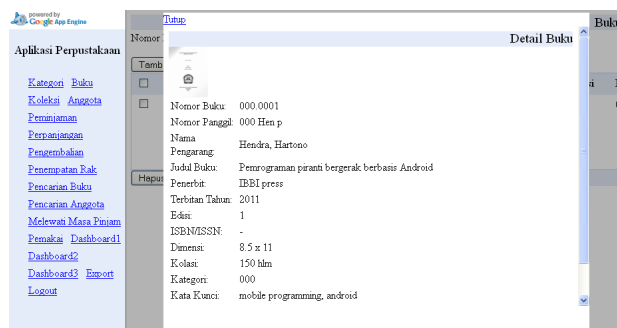 powered by
Google App Engine
Aplikasi Perpustakaan
Kategori Buku
Koleksi Anggota
Peminjaman
Perpanjangan
Pengembalian
Penempatan Rak
Pencarian Buku
Pencarian Anggota
Melewati Masa Pinjam
Pemakai Dashboard1
Dashboard2
Dashboard3 Export
Logout
Nomor
Tamb
Hapus
Buku
si
Tutup
Detail Buku
Nomor Buku: 000.0001
Nomor Panggil: 000 Hen p
Nama
Pengarang: Hendra, Hartono
Judul Buku: Pemrograman piranti bergerak berbasis Android
Penerbit: IBBI press
Terbitan Tahun: 2011
Edisi: 1
ISBN/ISSN: -
Dimensi: 8.5 x 11
Kolasi: 150 hlm
Kategori: 000
Kata Kunci: mobile programming, android